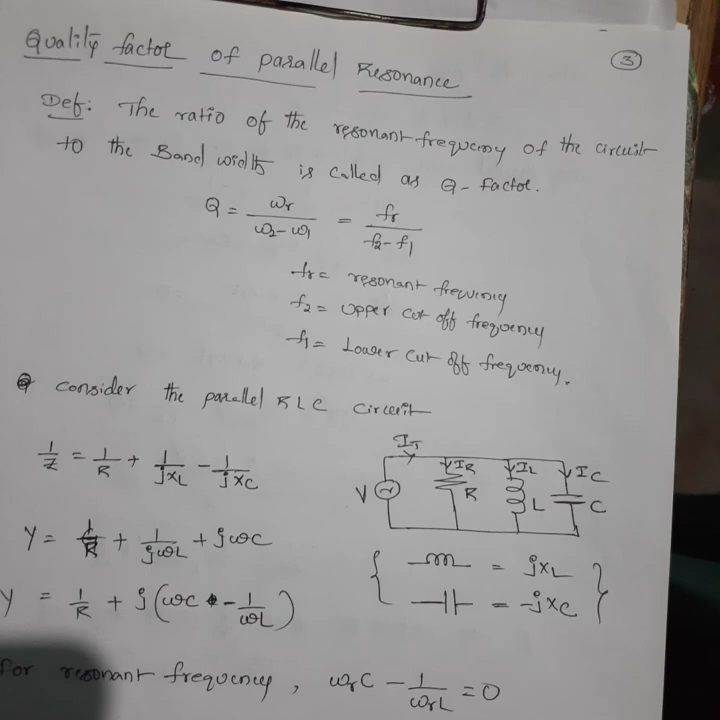 Quality factor of parallel Resonance
3
Def: The ratio of the resonant frequency of the circuit
to the Band width is called as Q-factor.
Q = ωr/(ω2-ω1) = fr/(f2-f1)
fr = resonant frequency
f2 = upper cut off frequency
f1 = Lower cut off frequency.
consider the parallel RLC circuit
1/Z = 1/R + 1/jXL - 1/jXC
IT
IR IL IC
V R L C
Y = 1/R + 1/jωL + jωC
= jXL
Y = 1/R + j(ωC - 1/ωL)
= -jXC
For resonant frequency, ωrC - 1/ωrL = 0